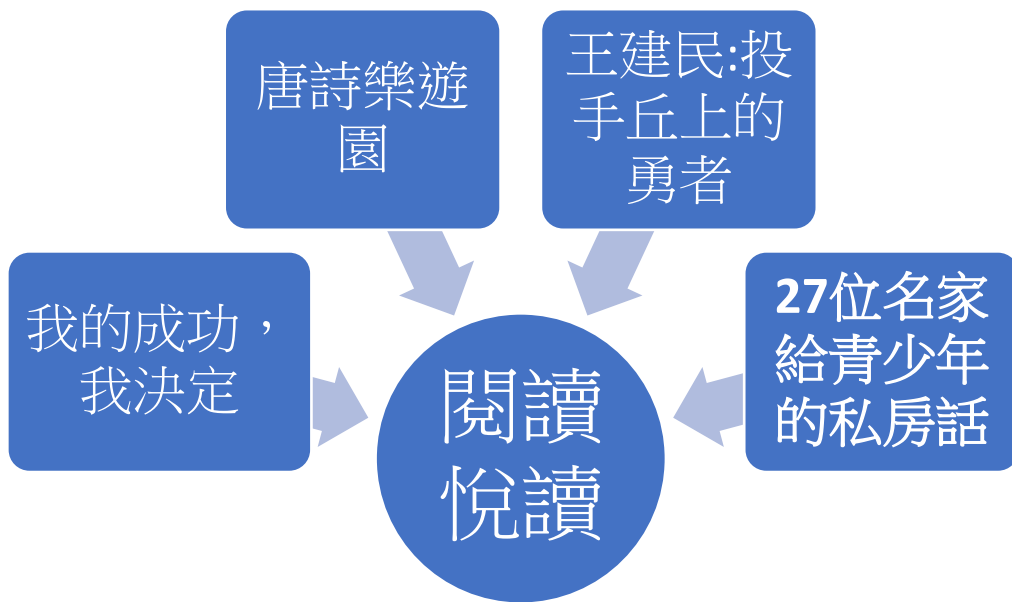 唐詩樂遊
園
王建民:投
手丘上的
勇者
我的成功，
我決定
27位名家
給青少年
的私房話
閱讀
悅讀